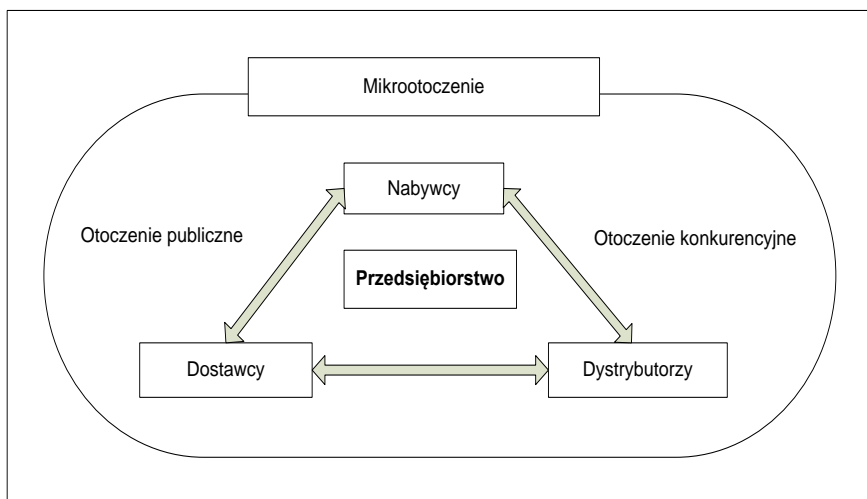 Mikrootoczenie
Nabywcy
Otoczenie publiczne
Otoczenie konkurencyjne
Przedsiębiorstwo
Dostawcy
Dystrybutorzy